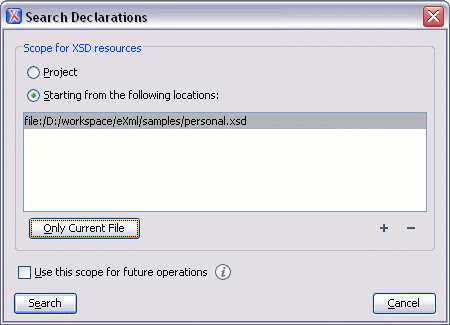 Search Declarations
Scope for XSD resources
Project
Starting from the following locations:
file:/D:/workspace/eXml/samples/personal.xsd
Only Current File
+ −
Use this scope for future operations
Search
Cancel